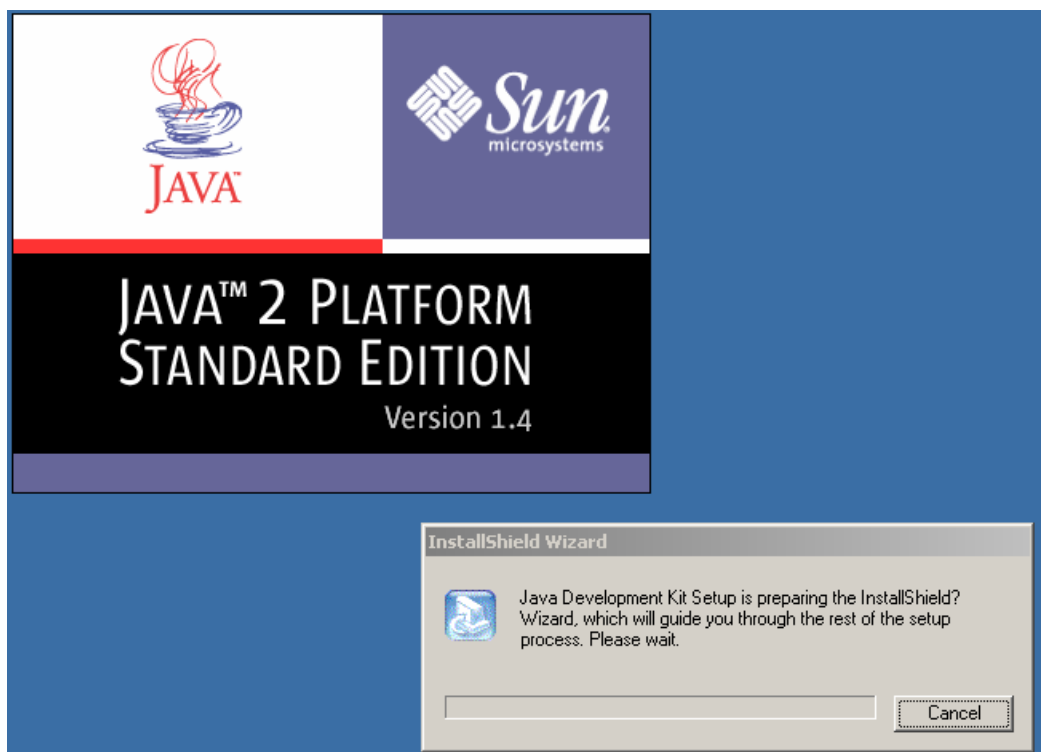 JAVA™
Sun
microsystems
JAVA™ 2 PLATFORM
STANDARD EDITION
Version 1.4
InstallShield Wizard
Java Development Kit Setup is preparing the InstallShield?
Wizard, which will guide you through the rest of the setup
process. Please wait.
Cancel